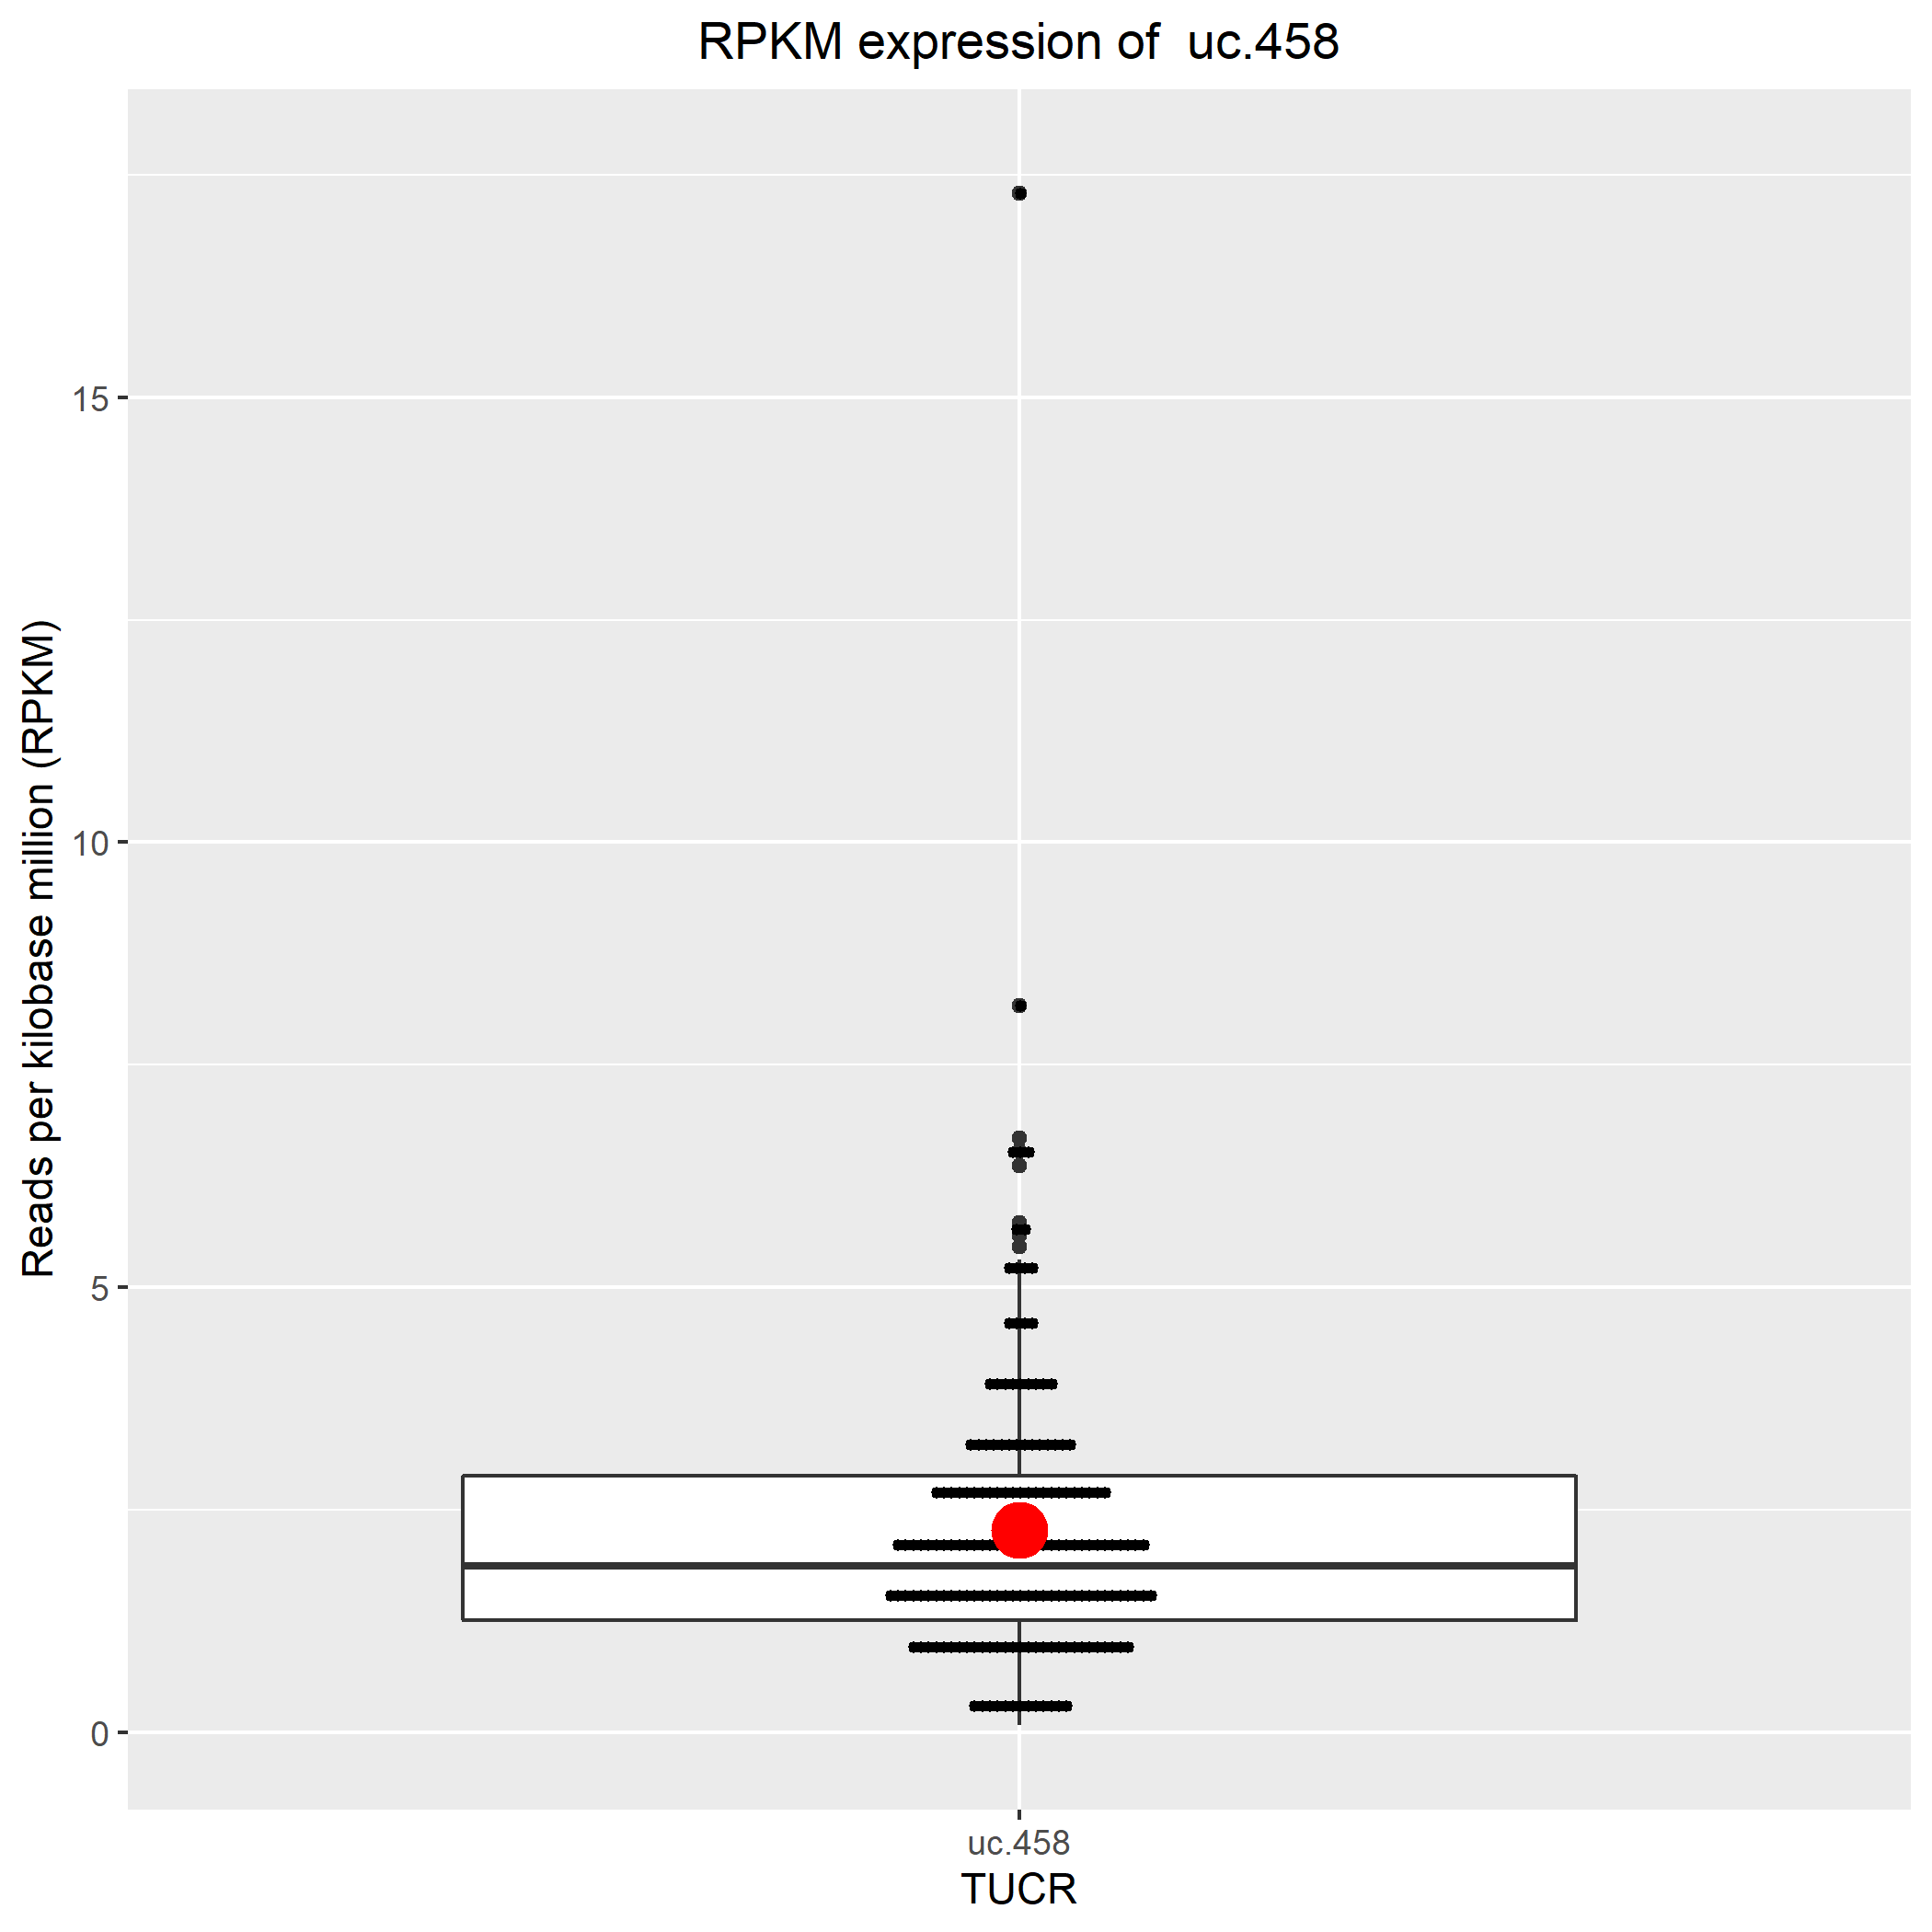 RPKM expression of  uc.458
Reads per kilobase million (RPKM)
15
10
5
0
uc.458
TUCR